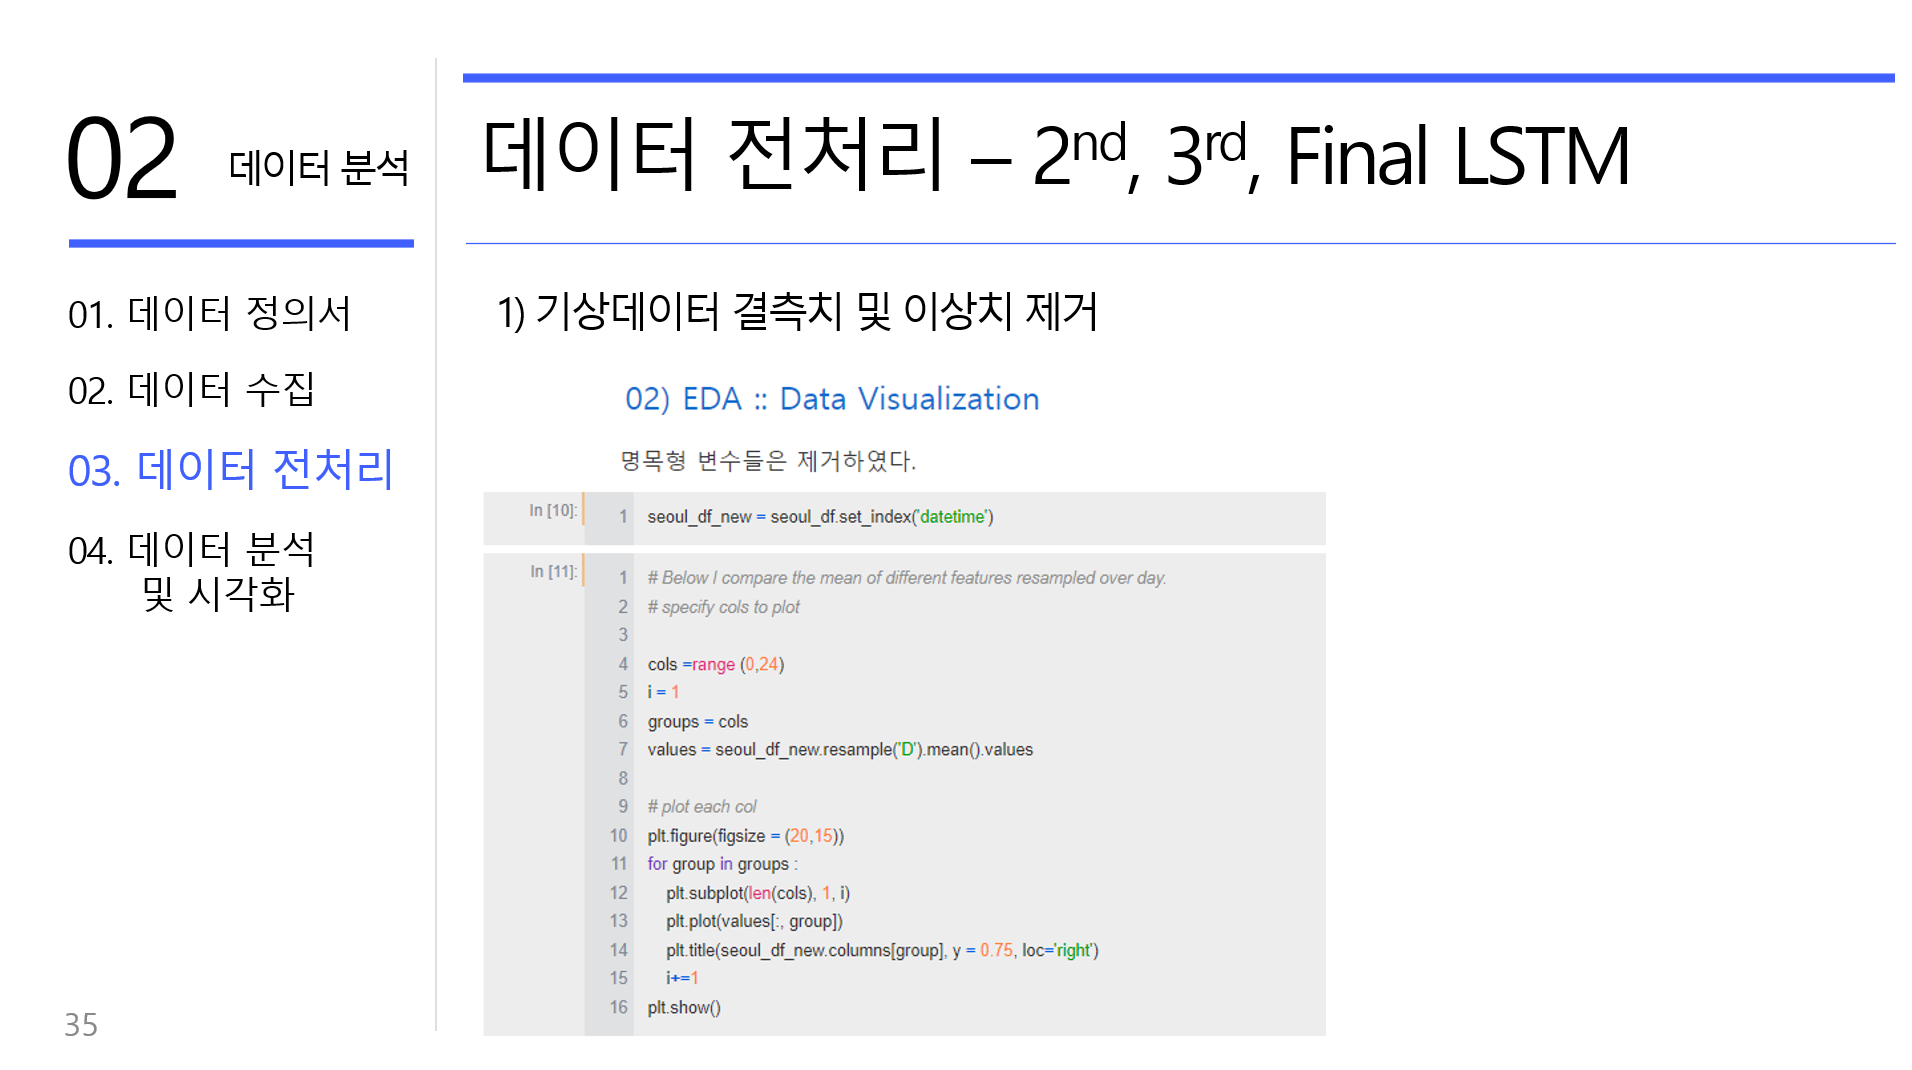 02 데이터 분석
01. 데이터 정의서
02. 데이터 수집
03. 데이터 전처리
04. 데이터 분석
및 시각화
35
데이터 전처리 – 2nd, 3rd, Final LSTM
1) 기상데이터 결측치 및 이상치 제거
02) EDA :: Data Visualization
명목형 변수들은 제거하였다.
In [10]:
1 seoul_df_new = seoul_df.set_index('datetime')
In [11]:
1 # Below I compare the mean of different features resampled over day.
2 # specify cols to plot
3
4 cols =range (0,24)
5 i = 1
6 groups = cols
7 values = seoul_df_new.resample('D').mean().values
8
9 # plot each col
10 plt.figure(figsize = (20,15))
11 for group in groups :
12 plt.subplot(len(cols), 1, i)
13 plt.plot(values[:, group])
14 plt.title(seoul_df_new.columns[group], y = 0.75, loc='right')
15 i+=1
16 plt.show()